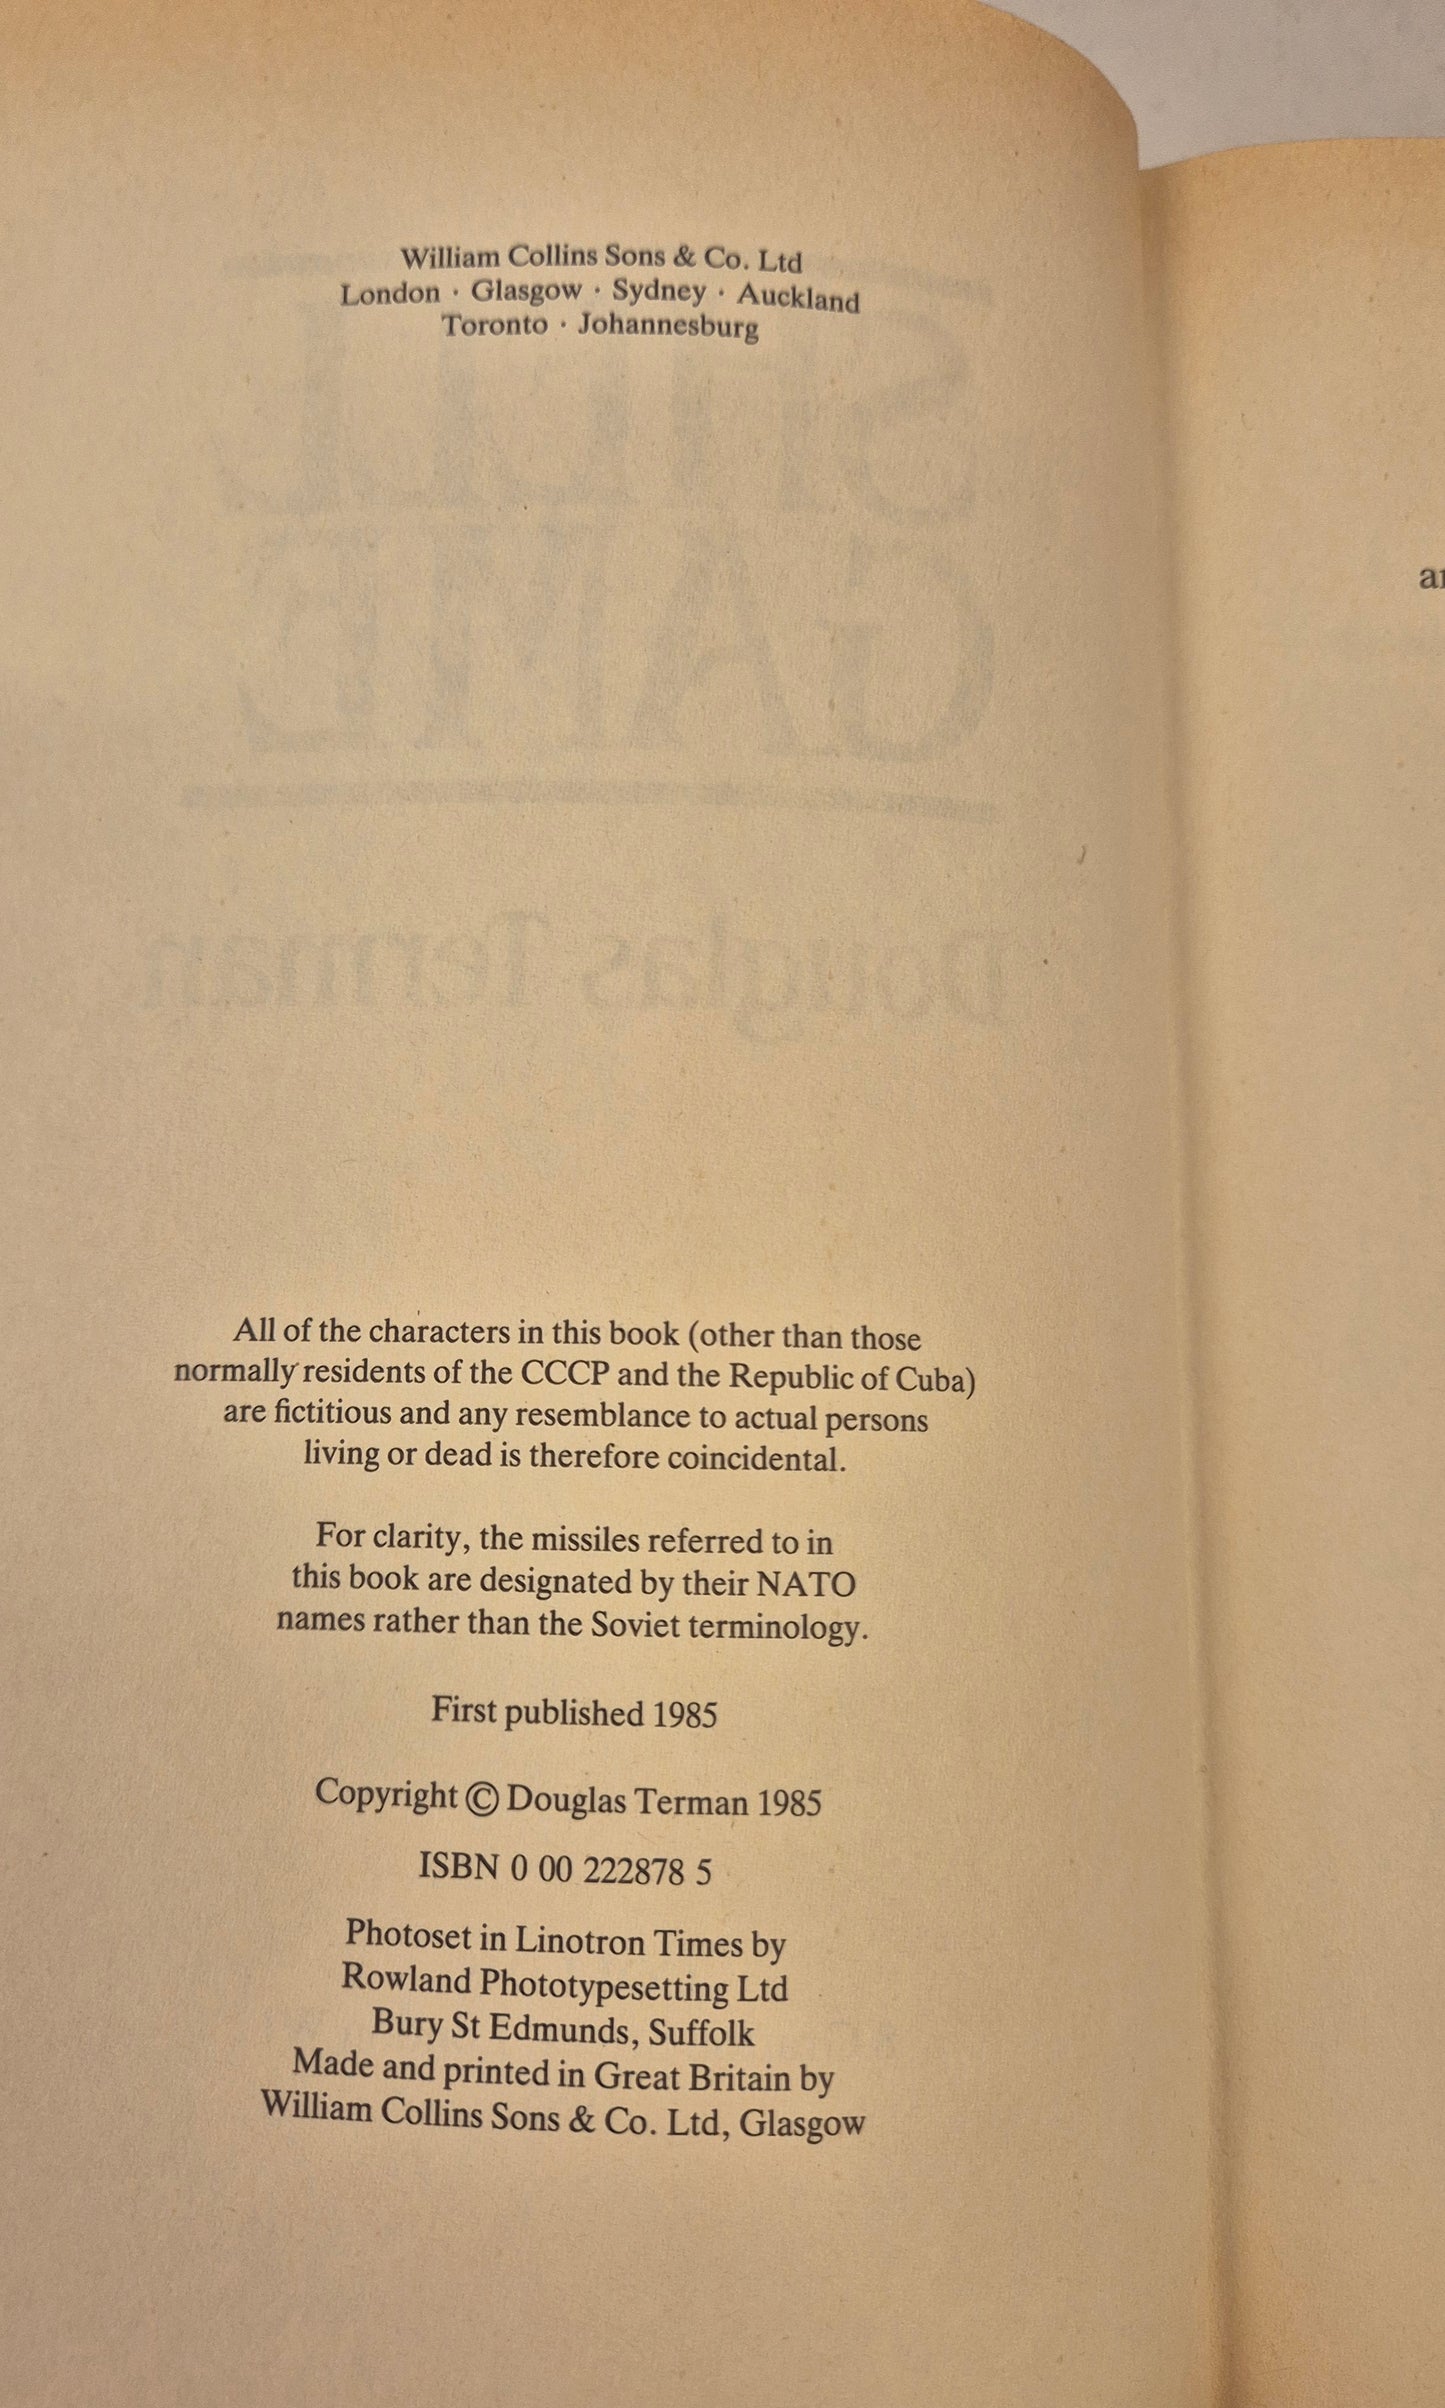 William Collins Sons & Co. Ltd
London · Glasgow · Sydney · Auckland
Toronto · Johannesburg
SHELL
GAME
Douglas Terman
All of the characters in this book (other than those
normally residents of the CCCP and the Republic of Cuba)
are fictitious and any resemblance to actual persons
living or dead is therefore coincidental.
For clarity, the missiles referred to in
this book are designated by their NATO
names rather than the Soviet terminology.
First published 1985
Copyright © Douglas Terman 1985
ISBN 0 00 222878 5
Photoset in Linotron Times by
Rowland Phototypesetting Ltd
Bury St Edmunds, Suffolk
Made and printed in Great Britain by
William Collins Sons & Co. Ltd, Glasgow